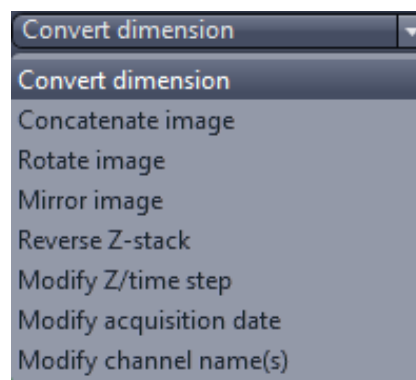 Convert dimension
Convert dimension
Concatenate image
Rotate image
Mirror image
Reverse Z-stack
Modify Z/time step
Modify acquisition date
Modify channel name(s)